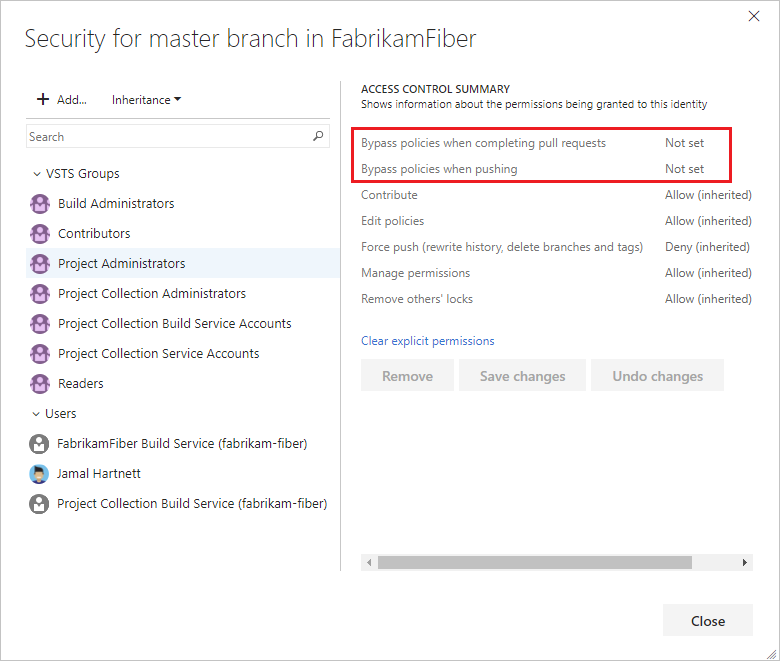 Security for master branch in FabrikamFiber
Add...
Inheritance
Search
VSTS Groups
Build Administrators
Contributors
Project Administrators
Project Collection Administrators
Project Collection Build Service Accounts
Project Collection Service Accounts
Readers
Users
FabrikamFiber Build Service (fabrikam-fiber)
Jamal Hartnett
Project Collection Build Service (fabrikam-fiber)
ACCESS CONTROL SUMMARY
Shows information about the permissions being granted to this identity
Bypass policies when completing pull requests Not set
Bypass policies when pushing Not set
Contribute Allow (inherited)
Edit policies Allow (inherited)
Force push (rewrite history, delete branches and tags) Deny (inherited)
Manage permissions Allow (inherited)
Remove others' locks Allow (inherited)
Clear explicit permissions
Remove Save changes Undo changes
Close